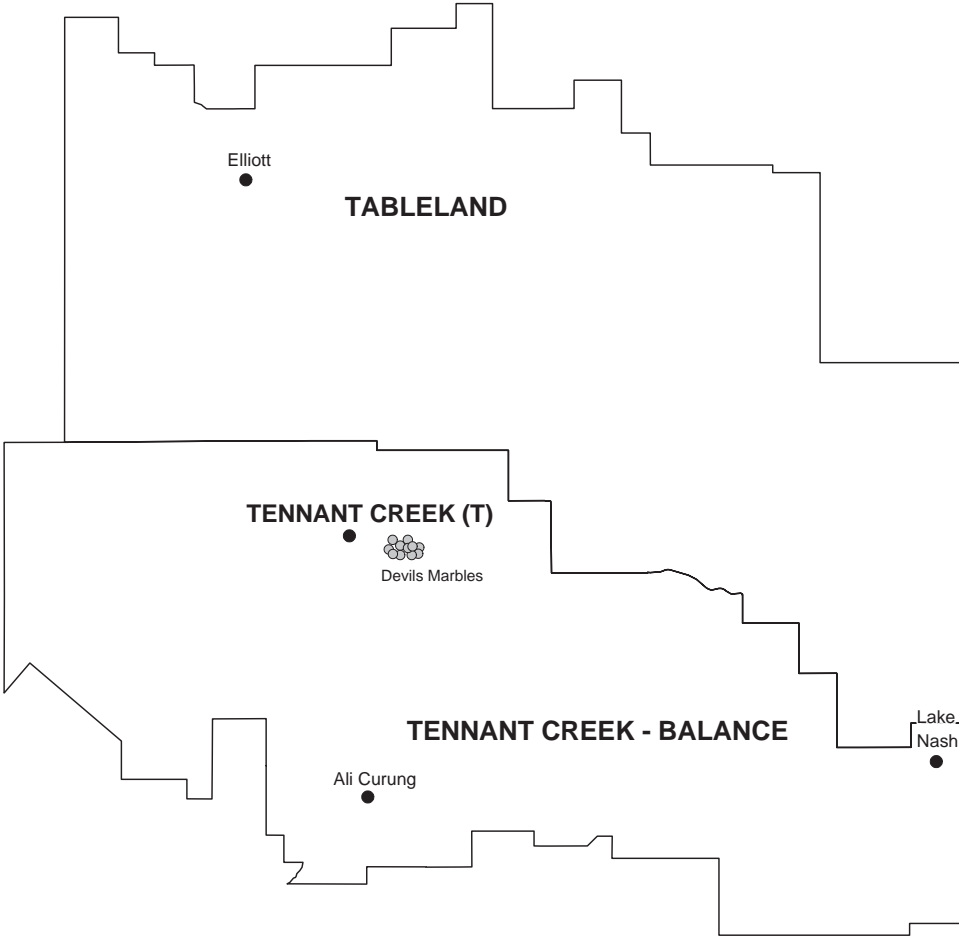 Elliott
TABLELAND
TENNANT CREEK (T)
Devils Marbles
Lake
TENNANT CREEK - BALANCE
Nash
Ali Curung